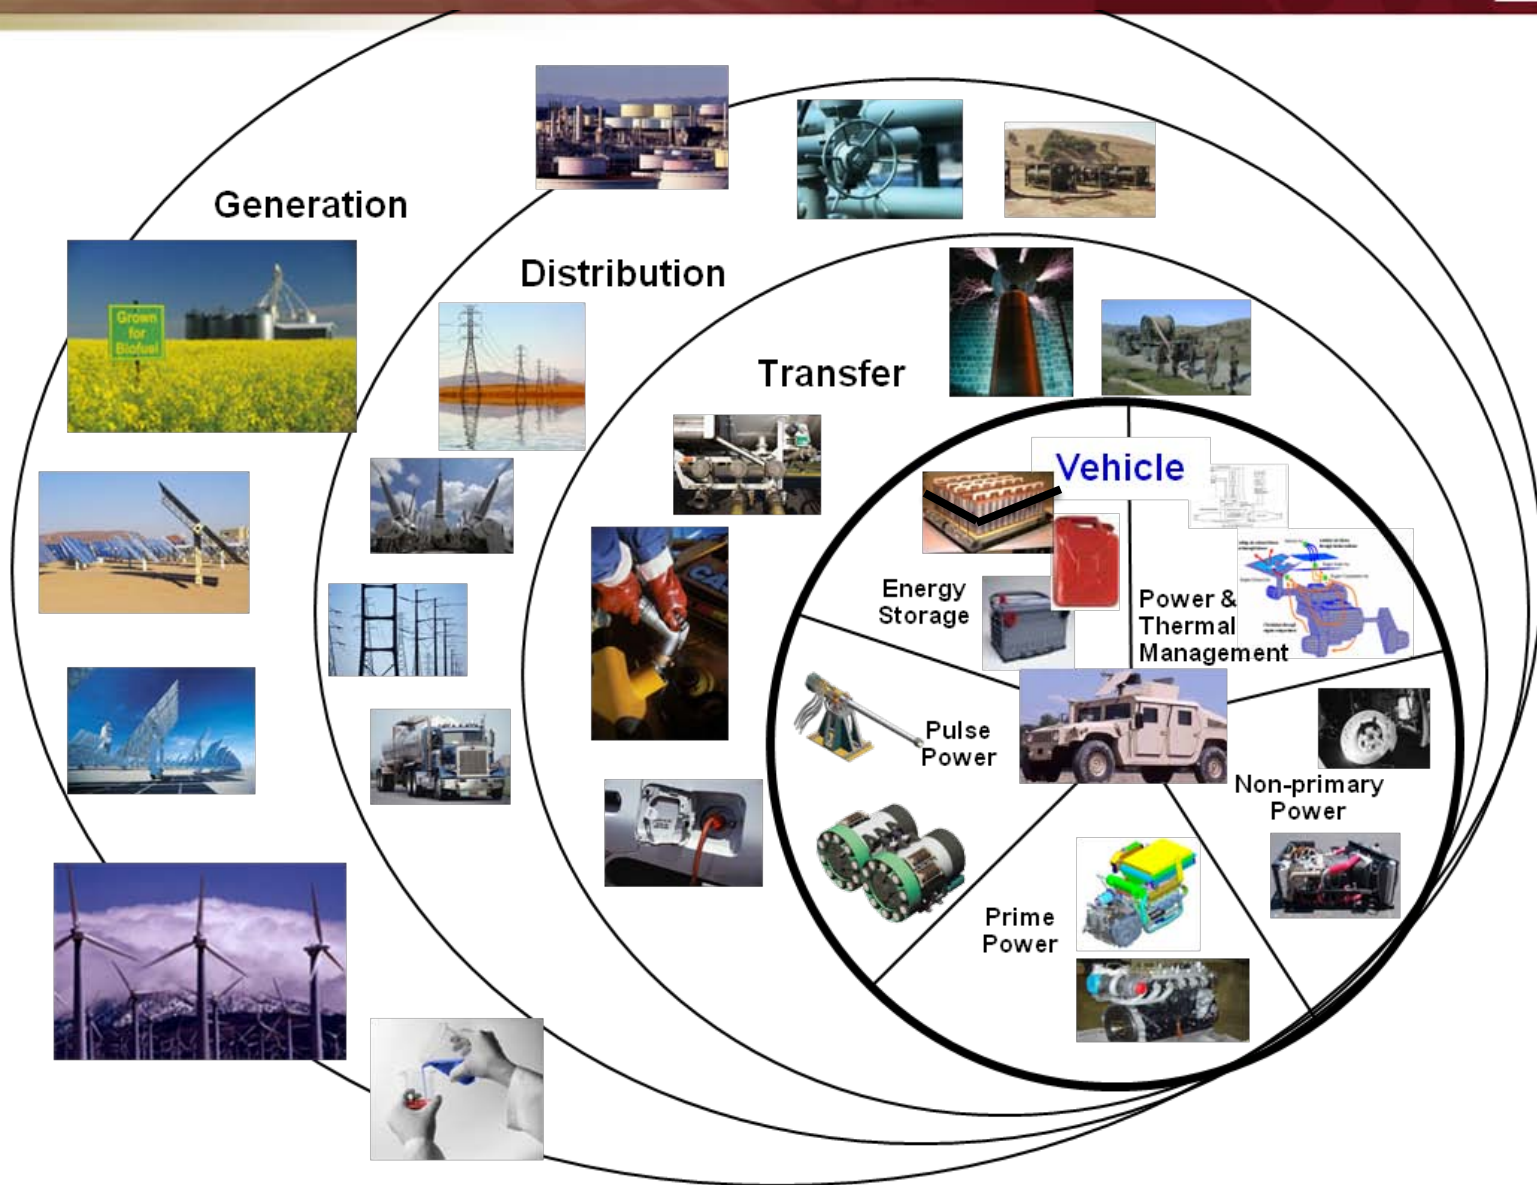 Generation
Grown
for
Biofuel
Distribution
Transfer
Vehicle
Energy
Storage
Power &
Thermal
Management
Pulse
Power
Non-primary
Power
Prime
Power